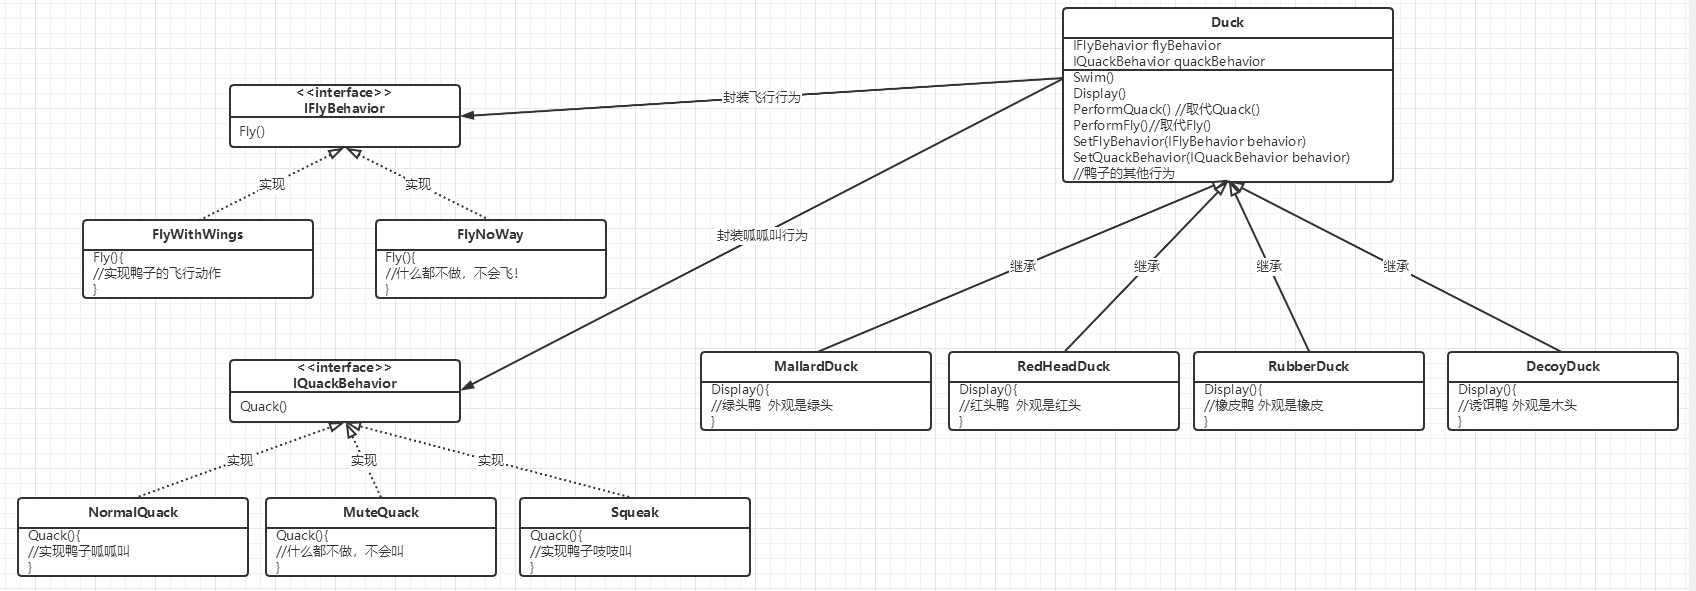 Duck
IFlyBehavior flyBehavior
IQuackBehavior quackBehavior
Swim()
Display()
PerformQuack() //取代Quack()
PerformFly()//取代Fly()
SetFlyBehavior(IFlyBehavior behavior)
SetQuackBehavior(IQuackBehavior behavior)
//鸭子的其他行为
封装飞行行为
<<interface>>
IFlyBehavior
Fly()
实现
实现
FlyWithWings
Fly(){
//实现鸭子的飞行动作
}
FlyNoWay
Fly(){
//什么都不做，不会飞！
}
封装呱呱叫行为
继承
继承
继承
继承
<<interface>>
IQuackBehavior
Quack()
实现
实现
实现
MallardDuck
Display(){
//绿头鸭  外观是绿头
}
RedHeadDuck
Display(){
//红头鸭  外观是红头
}
RubberDuck
Display(){
//橡皮鸭 外观是橡皮
}
DecoyDuck
Display(){
//诱饵鸭 外观是木头
}
NormalQuack
Quack(){
//实现鸭子呱呱叫
}
MuteQuack
Quack(){
//什么都不做，不会叫
}
Squeak
Quack(){
//实现鸭子吱吱叫
}